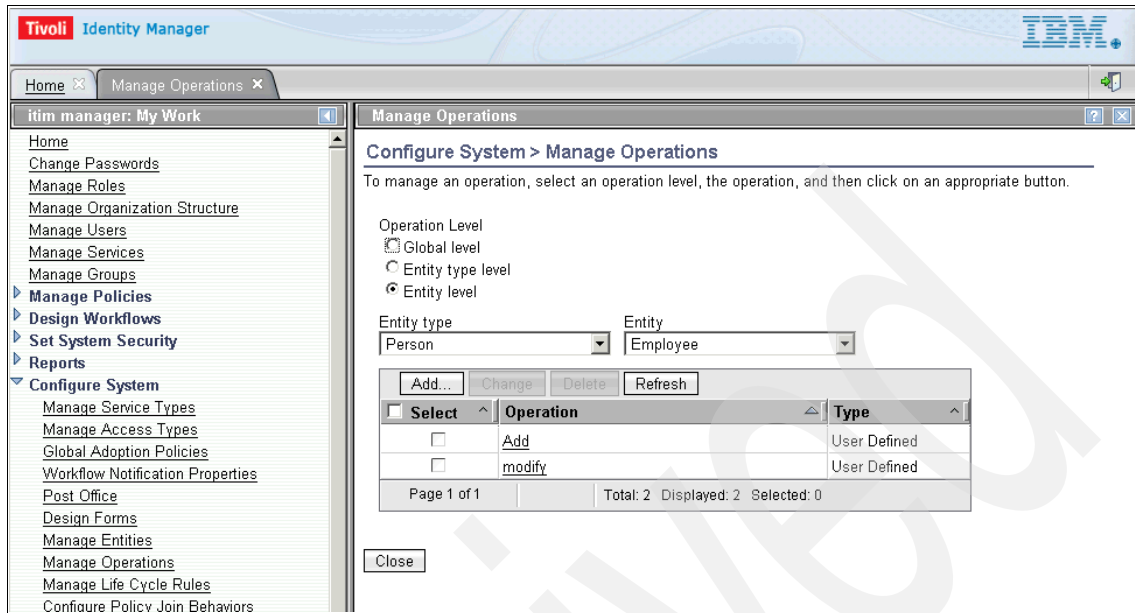 Tivoli Identity Manager
IBM.
Home
Manage Operations
itim manager: My Work
Home
Change Passwords
Manage Roles
Manage Organization Structure
Manage Users
Manage Services
Manage Groups
Manage Policies
Design Workflows
Set System Security
Reports
Configure System
Manage Service Types
Manage Access Types
Global Adoption Policies
Workflow Notification Properties
Post Office
Design Forms
Manage Entities
Manage Operations
Manage Life Cycle Rules
Configure Policy Join Behaviors
Manage Operations
Configure System > Manage Operations
To manage an operation, select an operation level, the operation, and then click on an appropriate button.
Operation Level
Global level
Entity type level
Entity level
Entity type Entity
Person Employee
Add... Change Delete Refresh
Select Operation Type
Add User Defined
modify User Defined
Page 1 of 1 Total: 2 Displayed: 2 Selected: 0
Close